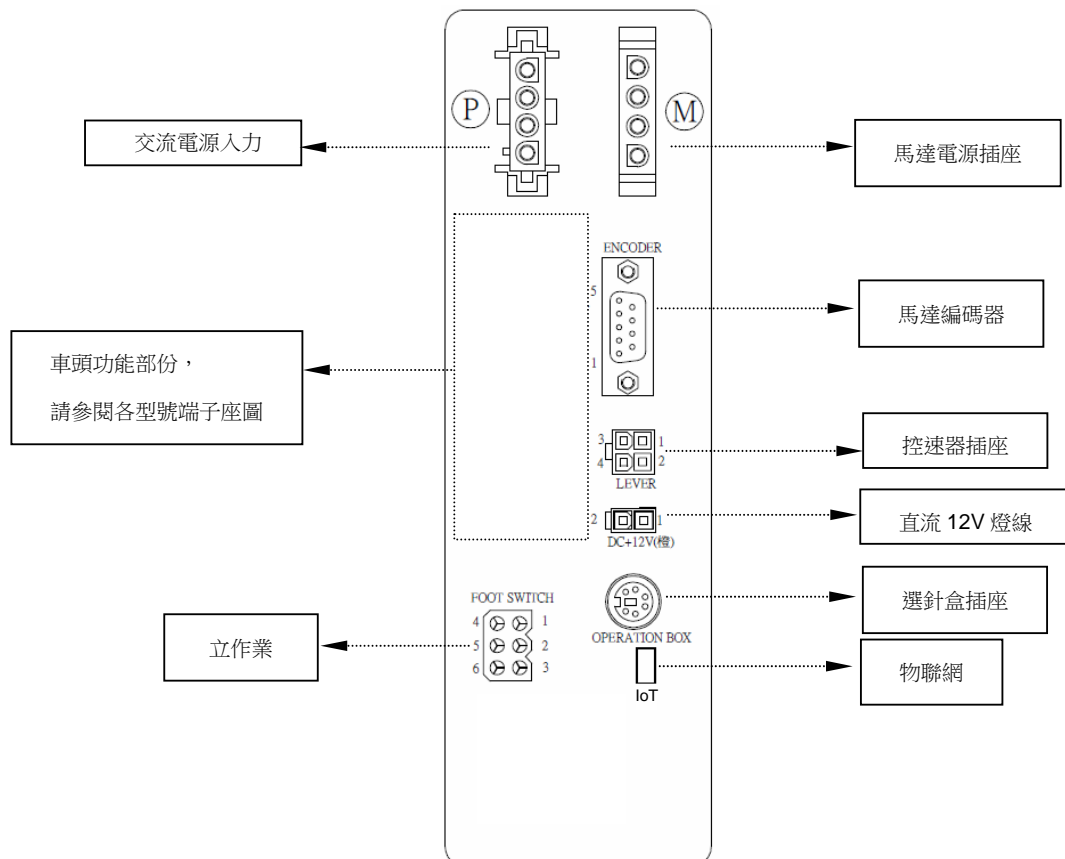 P
M
交流電源入力
馬達電源插座
ENCODER
5
1
馬達編碼器
車頭功能部份，
請參閱各型號端子座圖
3 1
4 2
LEVER
控速器插座
2 1
DC+12V(橙)
直流 12V 燈線
FOOT SWITCH
4 1
5 2
6 3
立作業
OPERATION BOX
選針盒插座
IoT
物聯網